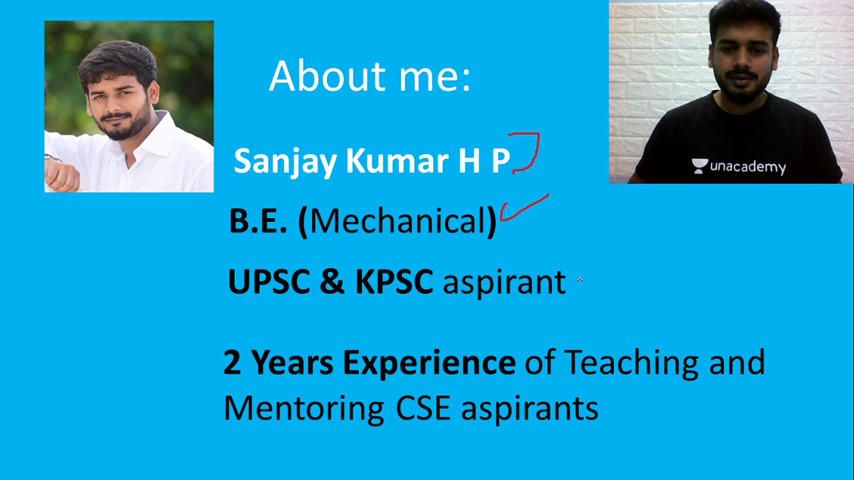 About me:
unacademy
Sanjay Kumar H P
B.E. (Mechanical)
UPSC & KPSC aspirant
2 Years Experience of Teaching and
Mentoring CSE aspirants